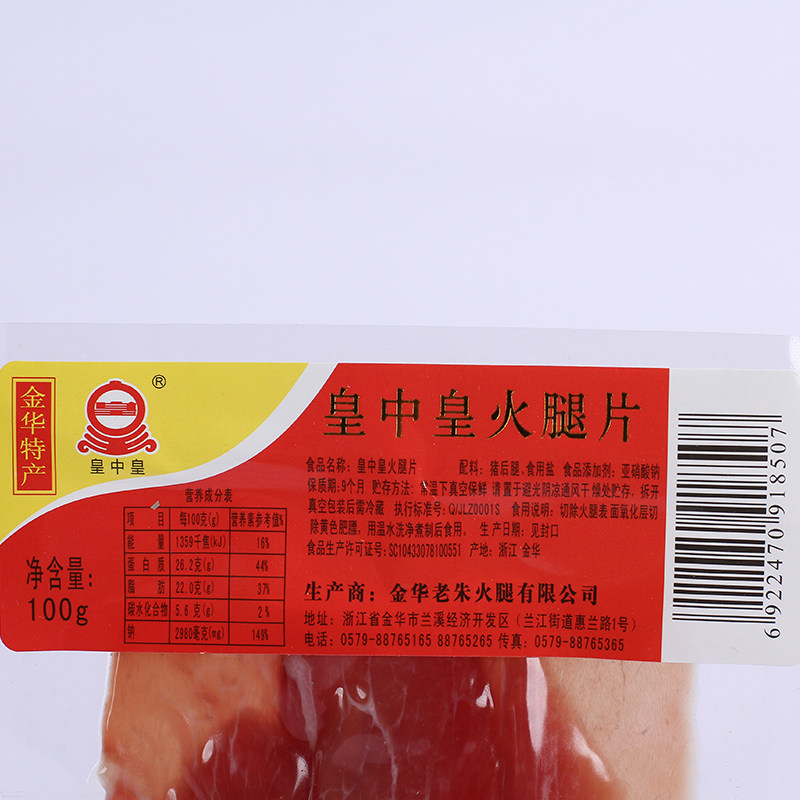 金华特产
®
皇中皇
净含量:
100g
营养成分表
项 目 每100克(g) 营养素参考值%
能 量 1359千焦(kJ) 16%
蛋 白 质 26.2克(g) 44%
脂 肪 22.0克(g) 37%
碳水化合物 5.6克(g) 2%
钠 2980毫克(mg) 149%
皇中皇火腿片
食品名称: 皇中皇火腿片 配料: 猪后腿、食用盐 食品添加剂: 亚硝酸钠
保质期:9个月 贮存方法: 常温下真空保鲜 请置于避光阴凉通风干燥处贮存, 拆开
真空包装后需冷藏 执行标准号:Q/JLZ0001S 食用说明: 切除火腿表面氧化层切
除黄色肥膘, 用温水洗净煮制后食用。 生产日期: 见封口
食品生产许可证号:SC10433078100551 产地: 浙江 金华
生产商: 金华老朱火腿有限公司
地址: 浙江省金华市兰溪经济开发区(兰江街道惠兰路1号)
电话: 0579-88765165 88765265 传真: 0579-88765365
6 922470 918507